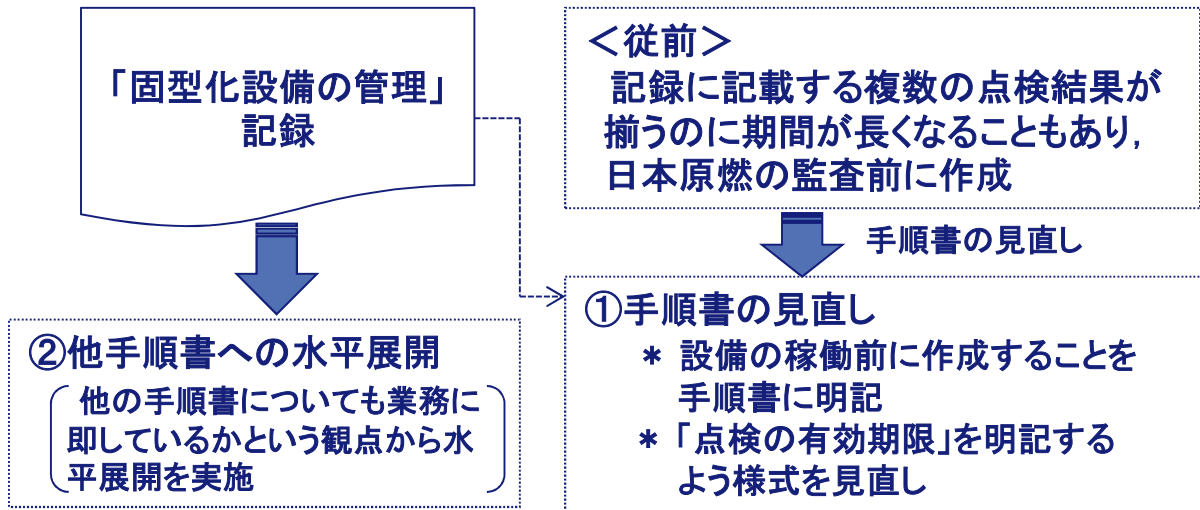 「固型化設備の管理」
記録
＜従前＞
記録に記載する複数の点検結果が
揃うのに期間が長くなることもあり，
日本原燃の監査前に作成
手順書の見直し
①手順書の見直し
＊ 設備の稼働前に作成することを
手順書に明記
＊「点検の有効期限」を明記する
よう様式を見直し
②他手順書への水平展開
他の手順書についても業務に
即しているかという観点から水
平展開を実施